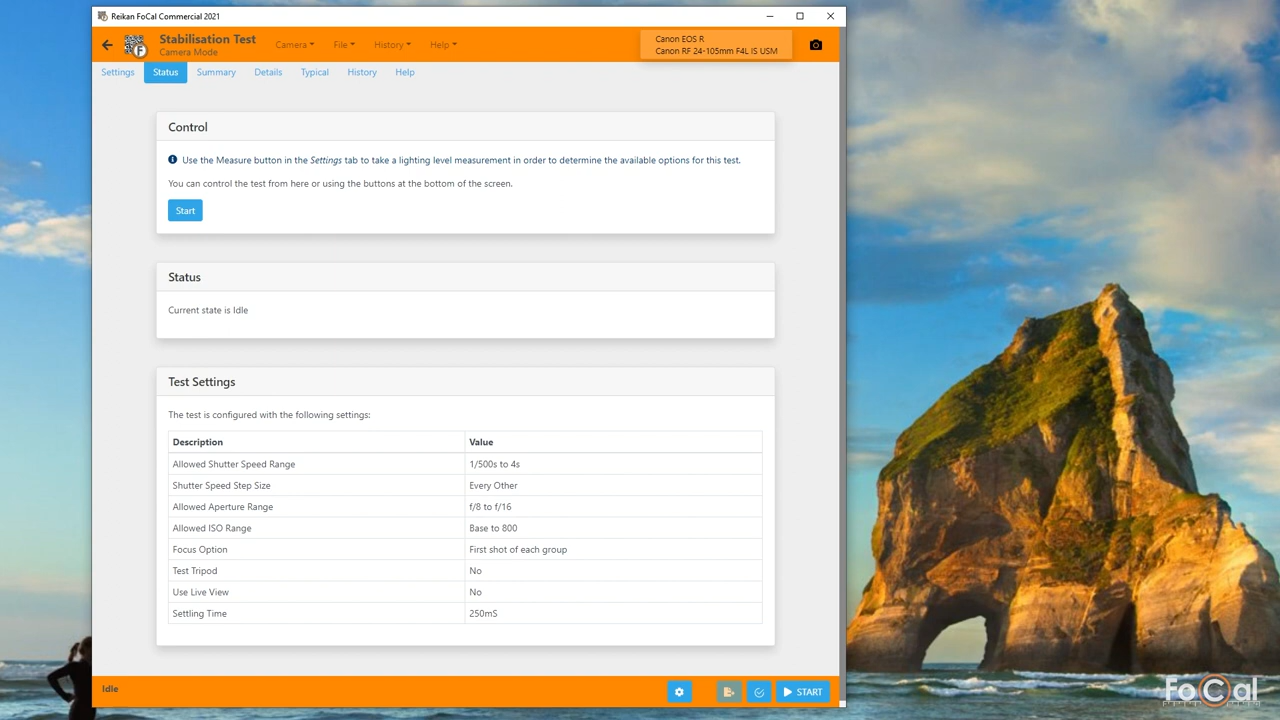 Reikan FoCal Commercial 2021
Stabilisation Test
Camera Mode
Camera
File
History
Help
Canon EOS R
Canon RF 24-105mm F4L IS USM
Settings
Status
Summary
Details
Typical
History
Help
Control
Use the Measure button in the Settings tab to take a lighting level measurement in order to determine the available options for this test.
You can control the test from here or using the buttons at the bottom of the screen.
Start
Status
Current state is Idle
Test Settings
The test is configured with the following settings:
Description Value
Allowed Shutter Speed Range 1/500s to 4s
Shutter Speed Step Size Every Other
Allowed Aperture Range f/8 to f/16
Allowed ISO Range Base to 800
Focus Option First shot of each group
Test Tripod No
Use Live View No
Settling Time 250mS
Idle
START
FoCal